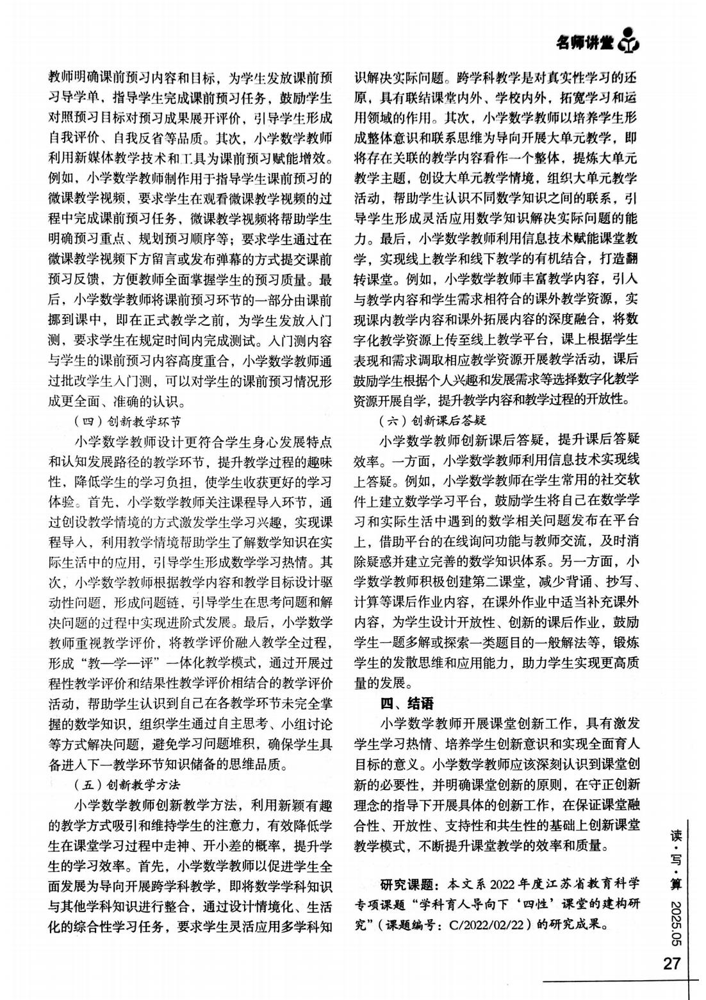 名师讲堂
教师明确课前预习内容和目标，为学生发放课前预
习导学单，指导学生完成课前预习任务，鼓励学生
对照预习目标对预习成果展开评价，引导学生形成
自我评价、自我反省等品质。其次，小学数学教师
利用新媒体教学技术和工具为课前预习赋能增效。
例如，小学数学教师制作用于指导学生课前预习的
微课教学视频，要求学生在观看微课教学视频的过
程中完成课前预习任务，微课教学视频将帮助学生
明确预习重点、规划预习顺序等；要求学生通过在
微课教学视频下方留言或发布弹幕的方式提交课前
预习反馈，方便教师全面掌握学生的预习质量。最
后，小学数学教师将课前预习环节的一部分由课前
挪到课中，即在正式教学之前，为学生发放入门
测，要求学生在规定时间内完成测试。入门测内容
与学生的课前预习内容高度重合，小学数学教师通
过批改学生入门测，可以对学生的课前预习情况形
成更全面、准确的认识。
（四）创新教学环节
小学数学教师设计更符合学生身心发展特点
和认知发展路径的教学环节，提升教学过程的趣味
性，降低学生的学习负担，使学生收获更好的学习
体验。首先，小学数学教师关注课程导入环节，通
过创设教学情境的方式激发学生学习兴趣，实现课
程导入，利用教学情境帮助学生了解数学知识在实
际生活中的应用，引导学生形成数学学习热情。其
次，小学数学教师根据教学内容和教学目标设计驱
动性问题，形成问题链，引导学生在思考问题和解
决问题的过程中实现进阶式发展。最后，小学数学
教师重视教学评价，将教学评价融入教学全过程，
形成“教—学—评”一体化教学模式，通过开展过
程性教学评价和结果性教学评价相结合的教学评价
活动，帮助学生认识到自己在各教学环节未完全掌
握的数学知识，组织学生通过自主思考、小组讨论
等方式解决问题，避免学习问题堆积，确保学生具
备进入下一教学环节知识储备的思维品质。
（五）创新教学方法
小学数学教师创新教学方法，利用新颖有趣
的教学方式吸引和维持学生的注意力，有效降低学
生在课堂学习过程中走神、开小差的概率，提升学
生的学习效率。首先，小学数学教师以促进学生全
面发展为导向开展跨学科教学，即将数学学科知识
与其他学科知识进行整合，通过设计情境化、生活
化的综合性学习任务，要求学生灵活应用多学科知
识解决实际问题。跨学科教学是对真实性学习的还
原，具有联结课堂内外、学校内外，拓宽学习和运
用领域的作用。其次，小学数学教师以培养学生形
成整体意识和联系思维为导向开展大单元教学，即
将存在关联的教学内容看作一个整体，提炼大单元
教学主题，创设大单元教学情境，组织大单元教学
活动，帮助学生认识不同数学知识之间的联系，引
导学生形成灵活应用数学知识解决实际问题的能
力。最后，小学数学教师利用信息技术赋能课堂教
学，实现线上教学和线下教学的有机结合，打造翻
转课堂。例如，小学数学教师丰富教学内容，引入
与教学内容和学生需求相符合的课外教学资源，实
现课内教学内容和课外拓展内容的深度融合，将数
字化教学资源上传至线上教学平台，课上根据学生
表现和需求调取相应教学资源开展教学活动，课后
鼓励学生根据个人兴趣和发展需求等选择数字化教学
资源开展自学，提升教学内容和教学过程的开放性。
（六）创新课后答疑
小学数学教师创新课后答疑，提升课后答疑
效率。一方面，小学数学教师利用信息技术实现线
上答疑。例如，小学数学教师在学生常用的社交软
件上建立数学学习平台，鼓励学生将自己在数学学
习和实际生活中遇到的数学相关问题发布在平台
上，借助平台的在线询问功能与教师交流，及时消
除疑惑并建立完善的数学知识体系。另一方面，小
学数学教师积极创建第二课堂，减少背诵、抄写、
计算等课后作业内容，在课外作业中适当补充课外
内容，为学生设计开放性、创新的课后作业，鼓励
学生一题多解或探索一类题目的一般解法等，锻炼
学生的发散思维和应用能力，助力学生实现更高质
量的发展。
四、结语
小学数学教师开展课堂创新工作，具有激发
学生学习热情、培养学生创新意识和实现全面育人
目标的意义。小学数学教师应该深刻认识到课堂创
新的必要性，并明确课堂创新的原则，在守正创新
理念的指导下开展具体的创新工作，在保证课堂融
合性、开放性、支持性和共生性的基础上创新课堂
教学模式，不断提升课堂教学的效率和质量。
研究课题：本文系2022年度江苏省教育科学
专项课题“学科育人导向下‘四性’课堂的建构研
究”（课题编号：C/2022/02/22）的研究成果。
读·写·算 2025.05
27